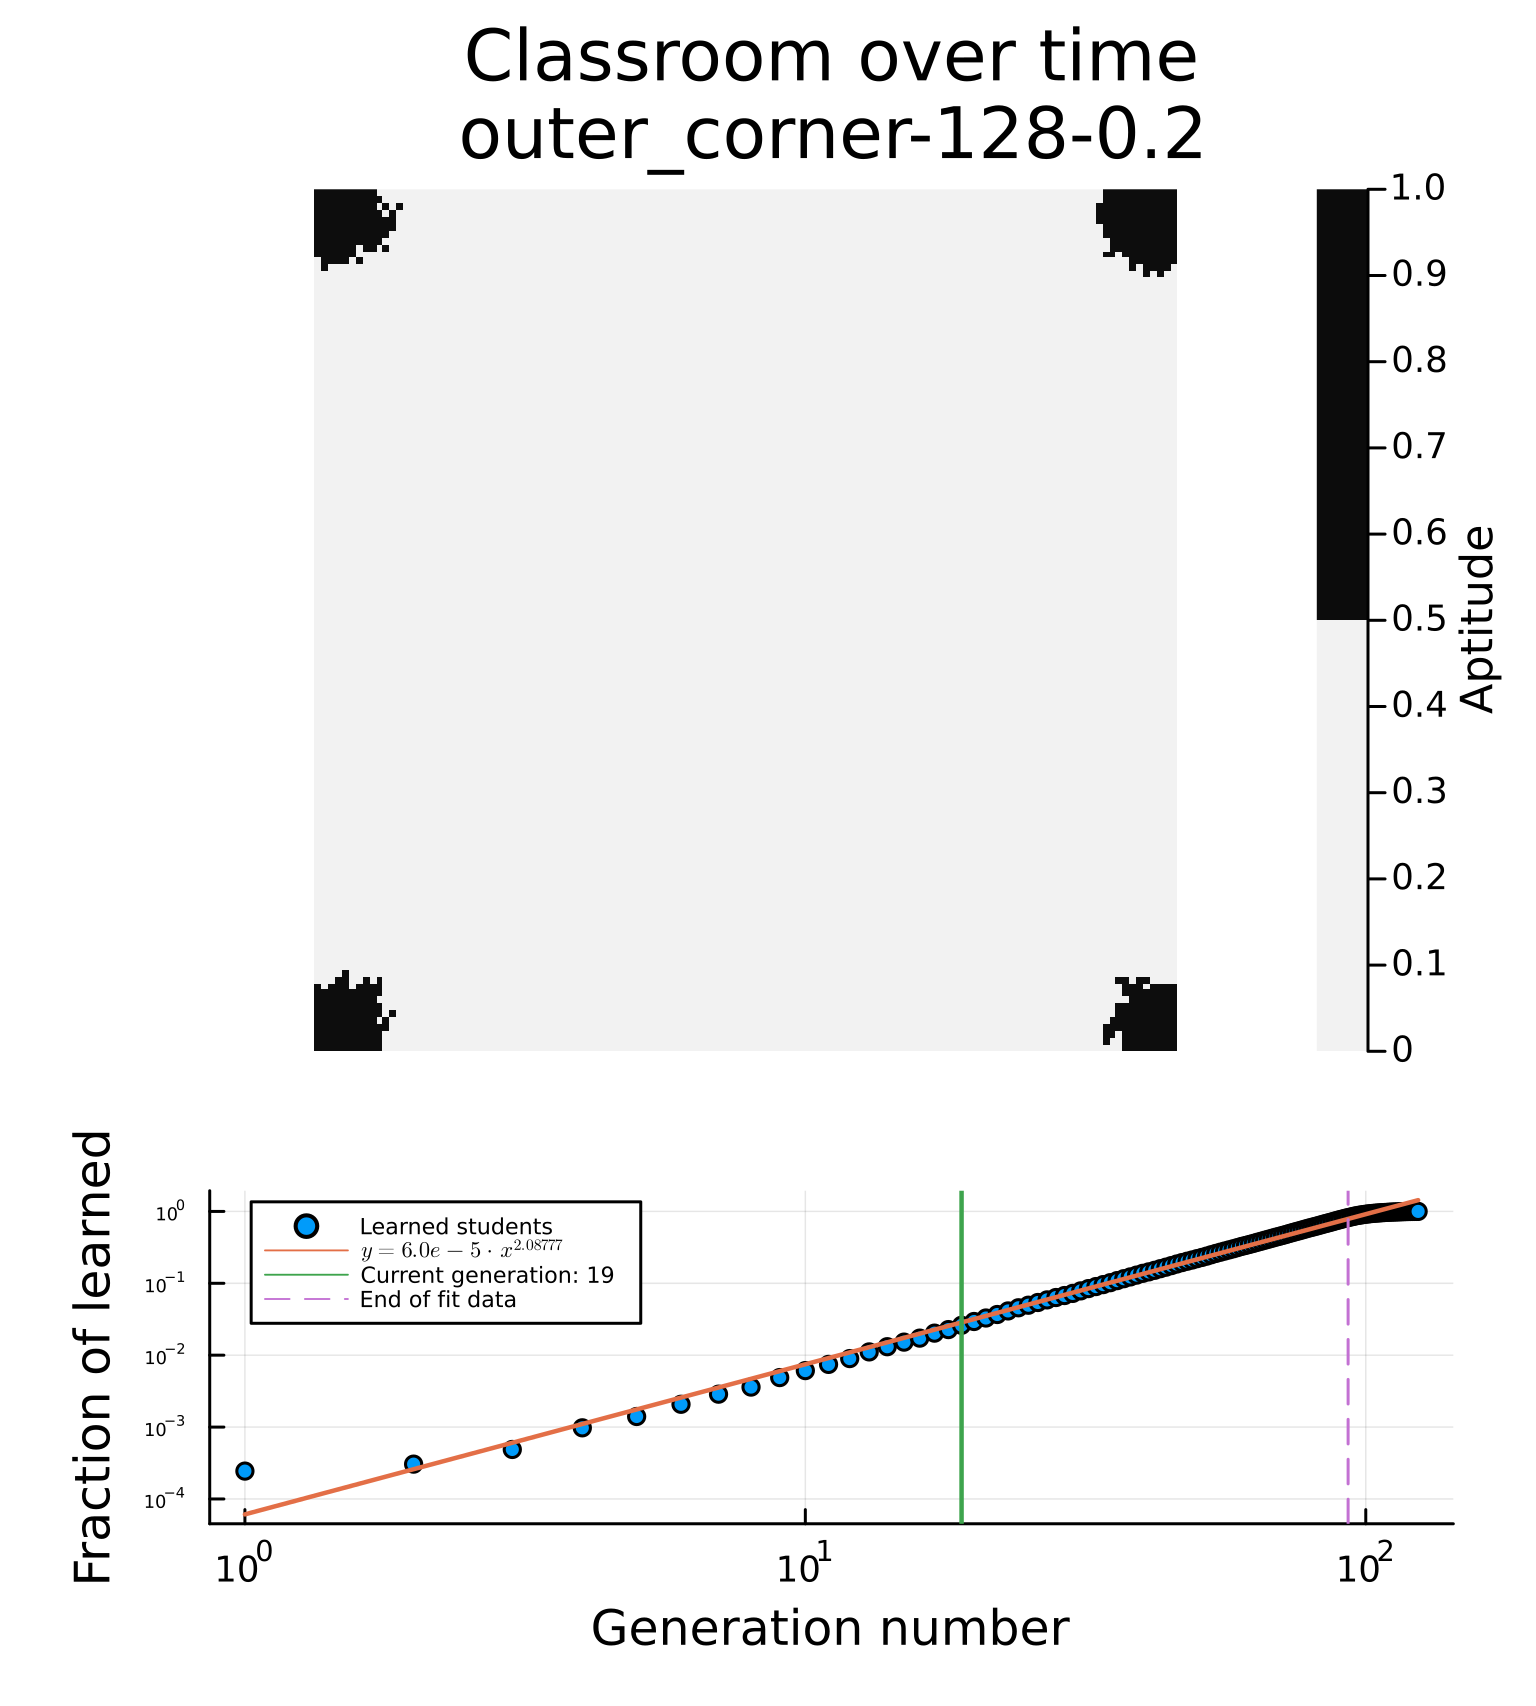 Classroom over time
outer_corner-128-0.2
1.0
0.9
0.8
0.7
0.6
0.5
0.4
0.3
0.2
0.1
0
Aptitude
Fraction of learned
10^0
10^-1
10^-2
10^-3
10^-4
Learned students
y = 6.0e − 5 · x^2.08777
Current generation: 19
End of fit data
10^0
10^1
10^2
Generation number